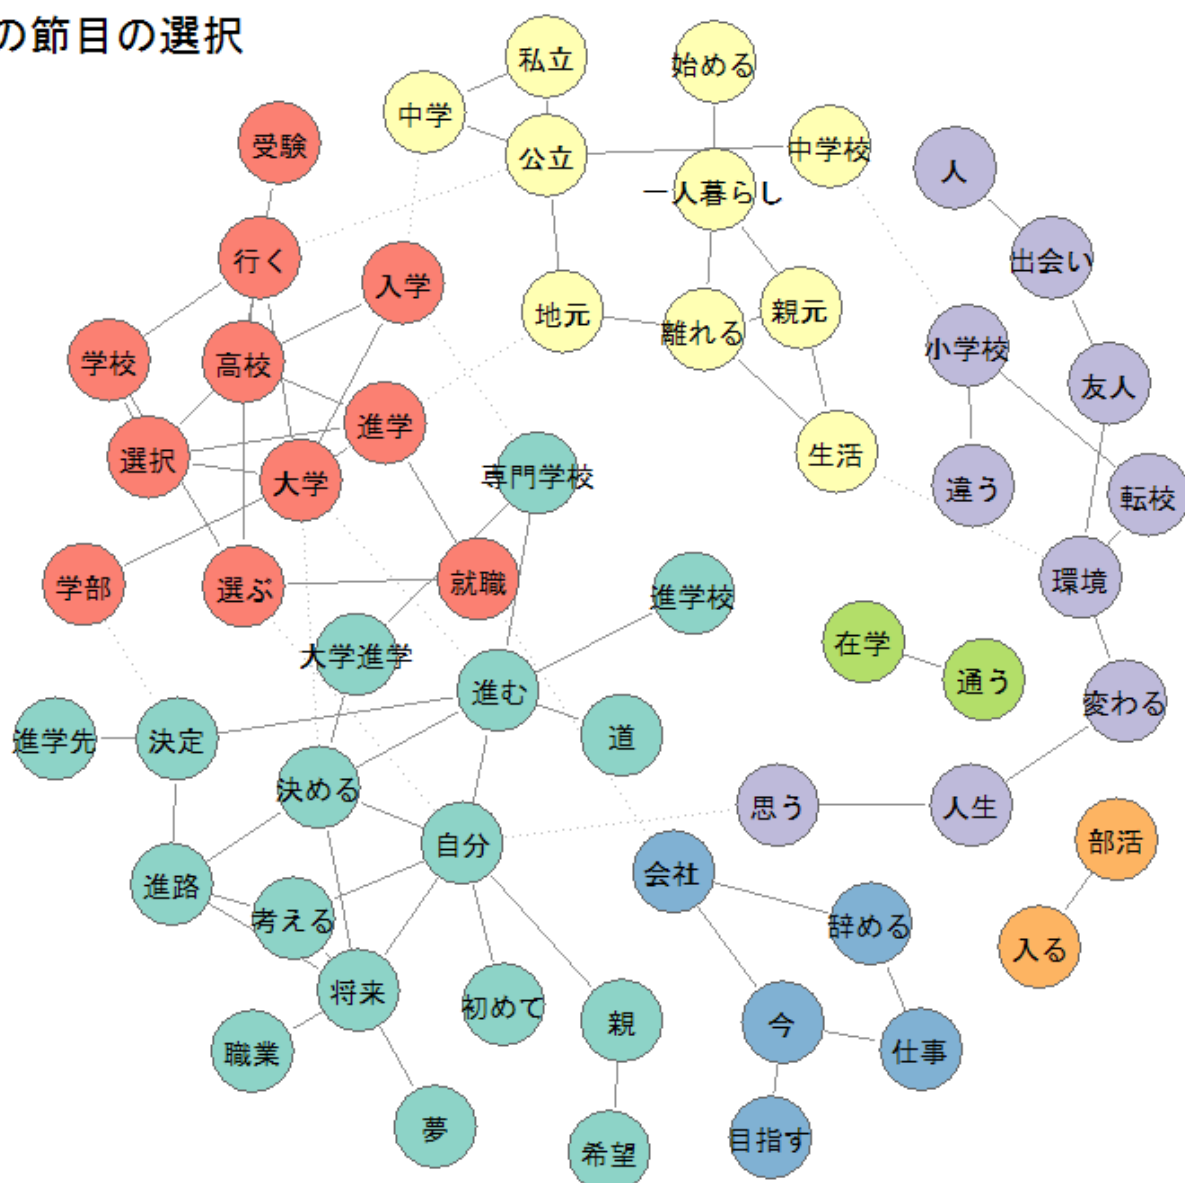 の節目の選択
私立
始める
中学
受験
中学校
公立
人
一人暮らし
行く
出会い
入学
地元
親元
離れる
小学校
学校
高校
友人
進学
選択
生活
大学
専門学校
違う
転校
環境
学部
選ぶ
就職
進学校
在学
大学進学
通う
進む
変わる
進学先
決定
道
決める
思う
人生
自分
部活
会社
進路
考える
辞める
入る
将来
初めて
親
今
職業
仕事
夢
目指す
希望